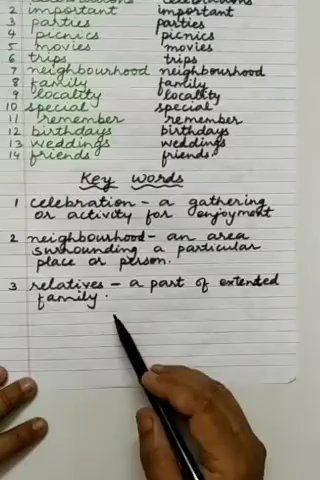 celebrations celebrations
2 important important
3 parties parties
4 picnics picnics
5 movies movies
6 trips trips
7 neighbourhood neighbourhood
8 family family
9 locality locality
10 special special
11 remember remember
12 birthdays birthdays
13 weddings weddings
14 friends friends.
Key words
1 celebration - a gathering
or activity for enjoyment
2 neighbourhood - an area
surrounding a particular
place or person.
3 relatives - a part of extended
family.